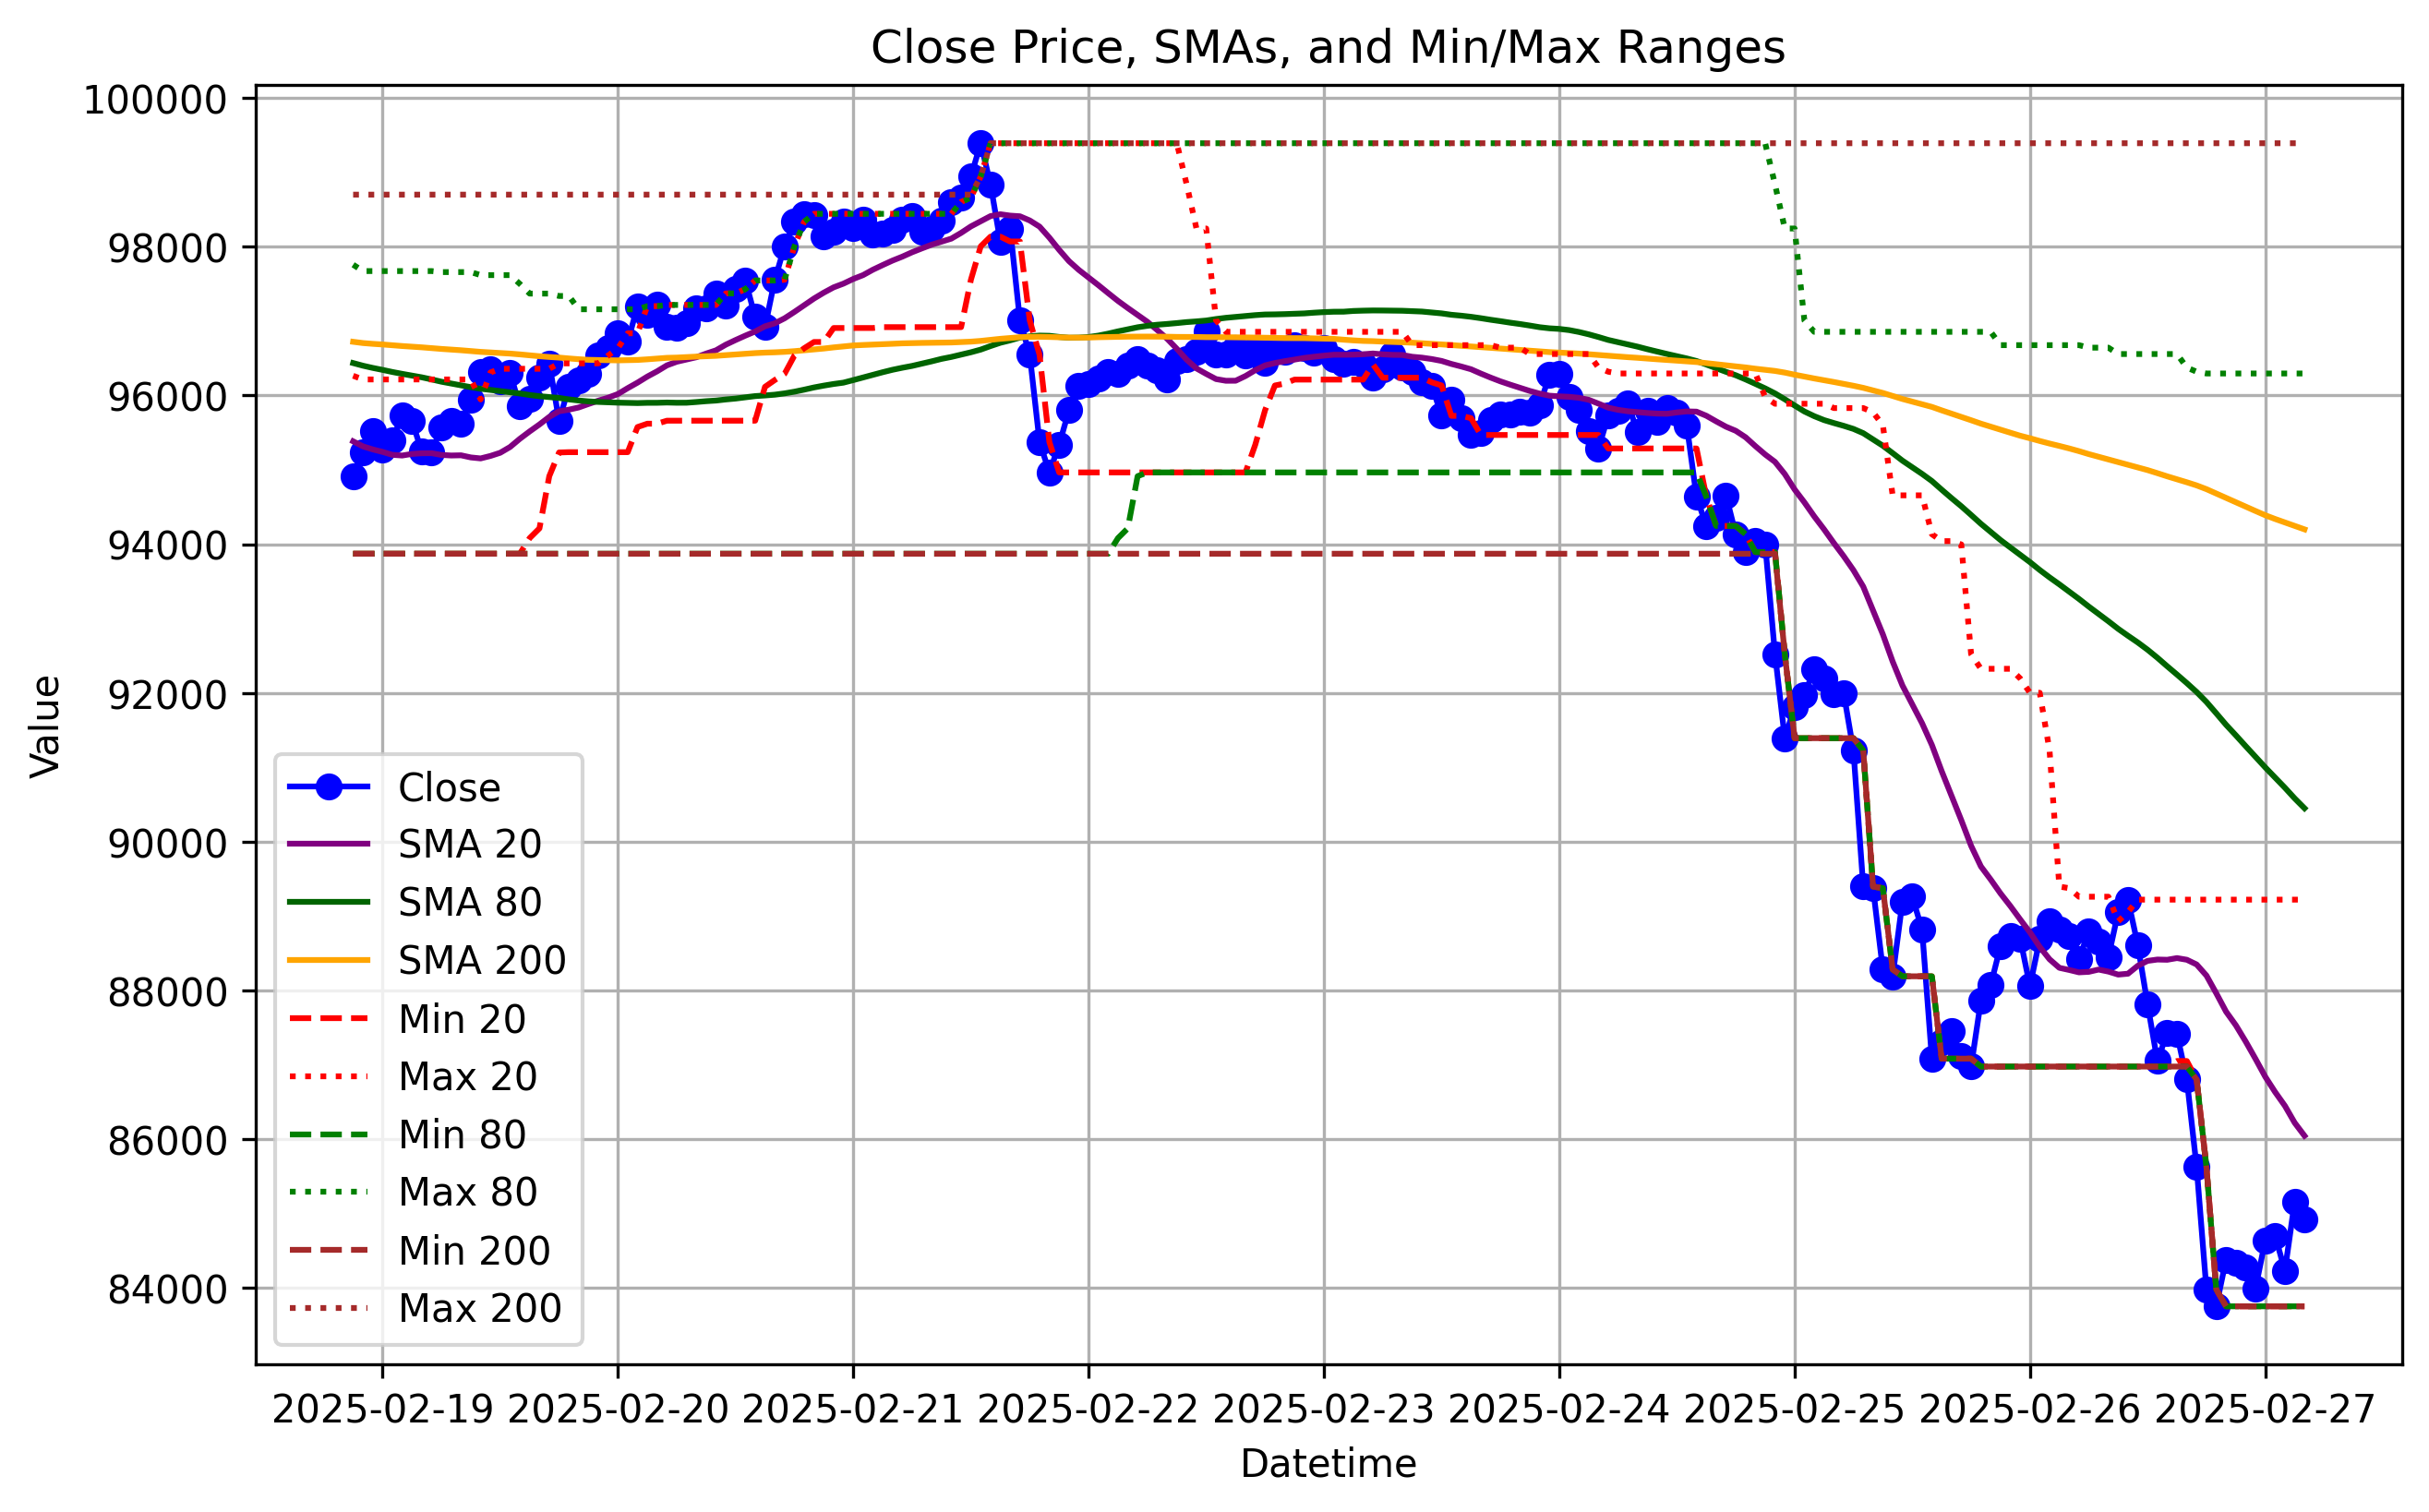 Close Price, SMAs, and Min/Max Ranges
100000
98000
96000
94000
92000
90000
88000
86000
84000
Value
Close
SMA 20
SMA 80
SMA 200
Min 20
Max 20
Min 80
Max 80
Min 200
Max 200
2025-02-19 2025-02-20 2025-02-21 2025-02-22 2025-02-23 2025-02-24 2025-02-25 2025-02-26 2025-02-27
Datetime